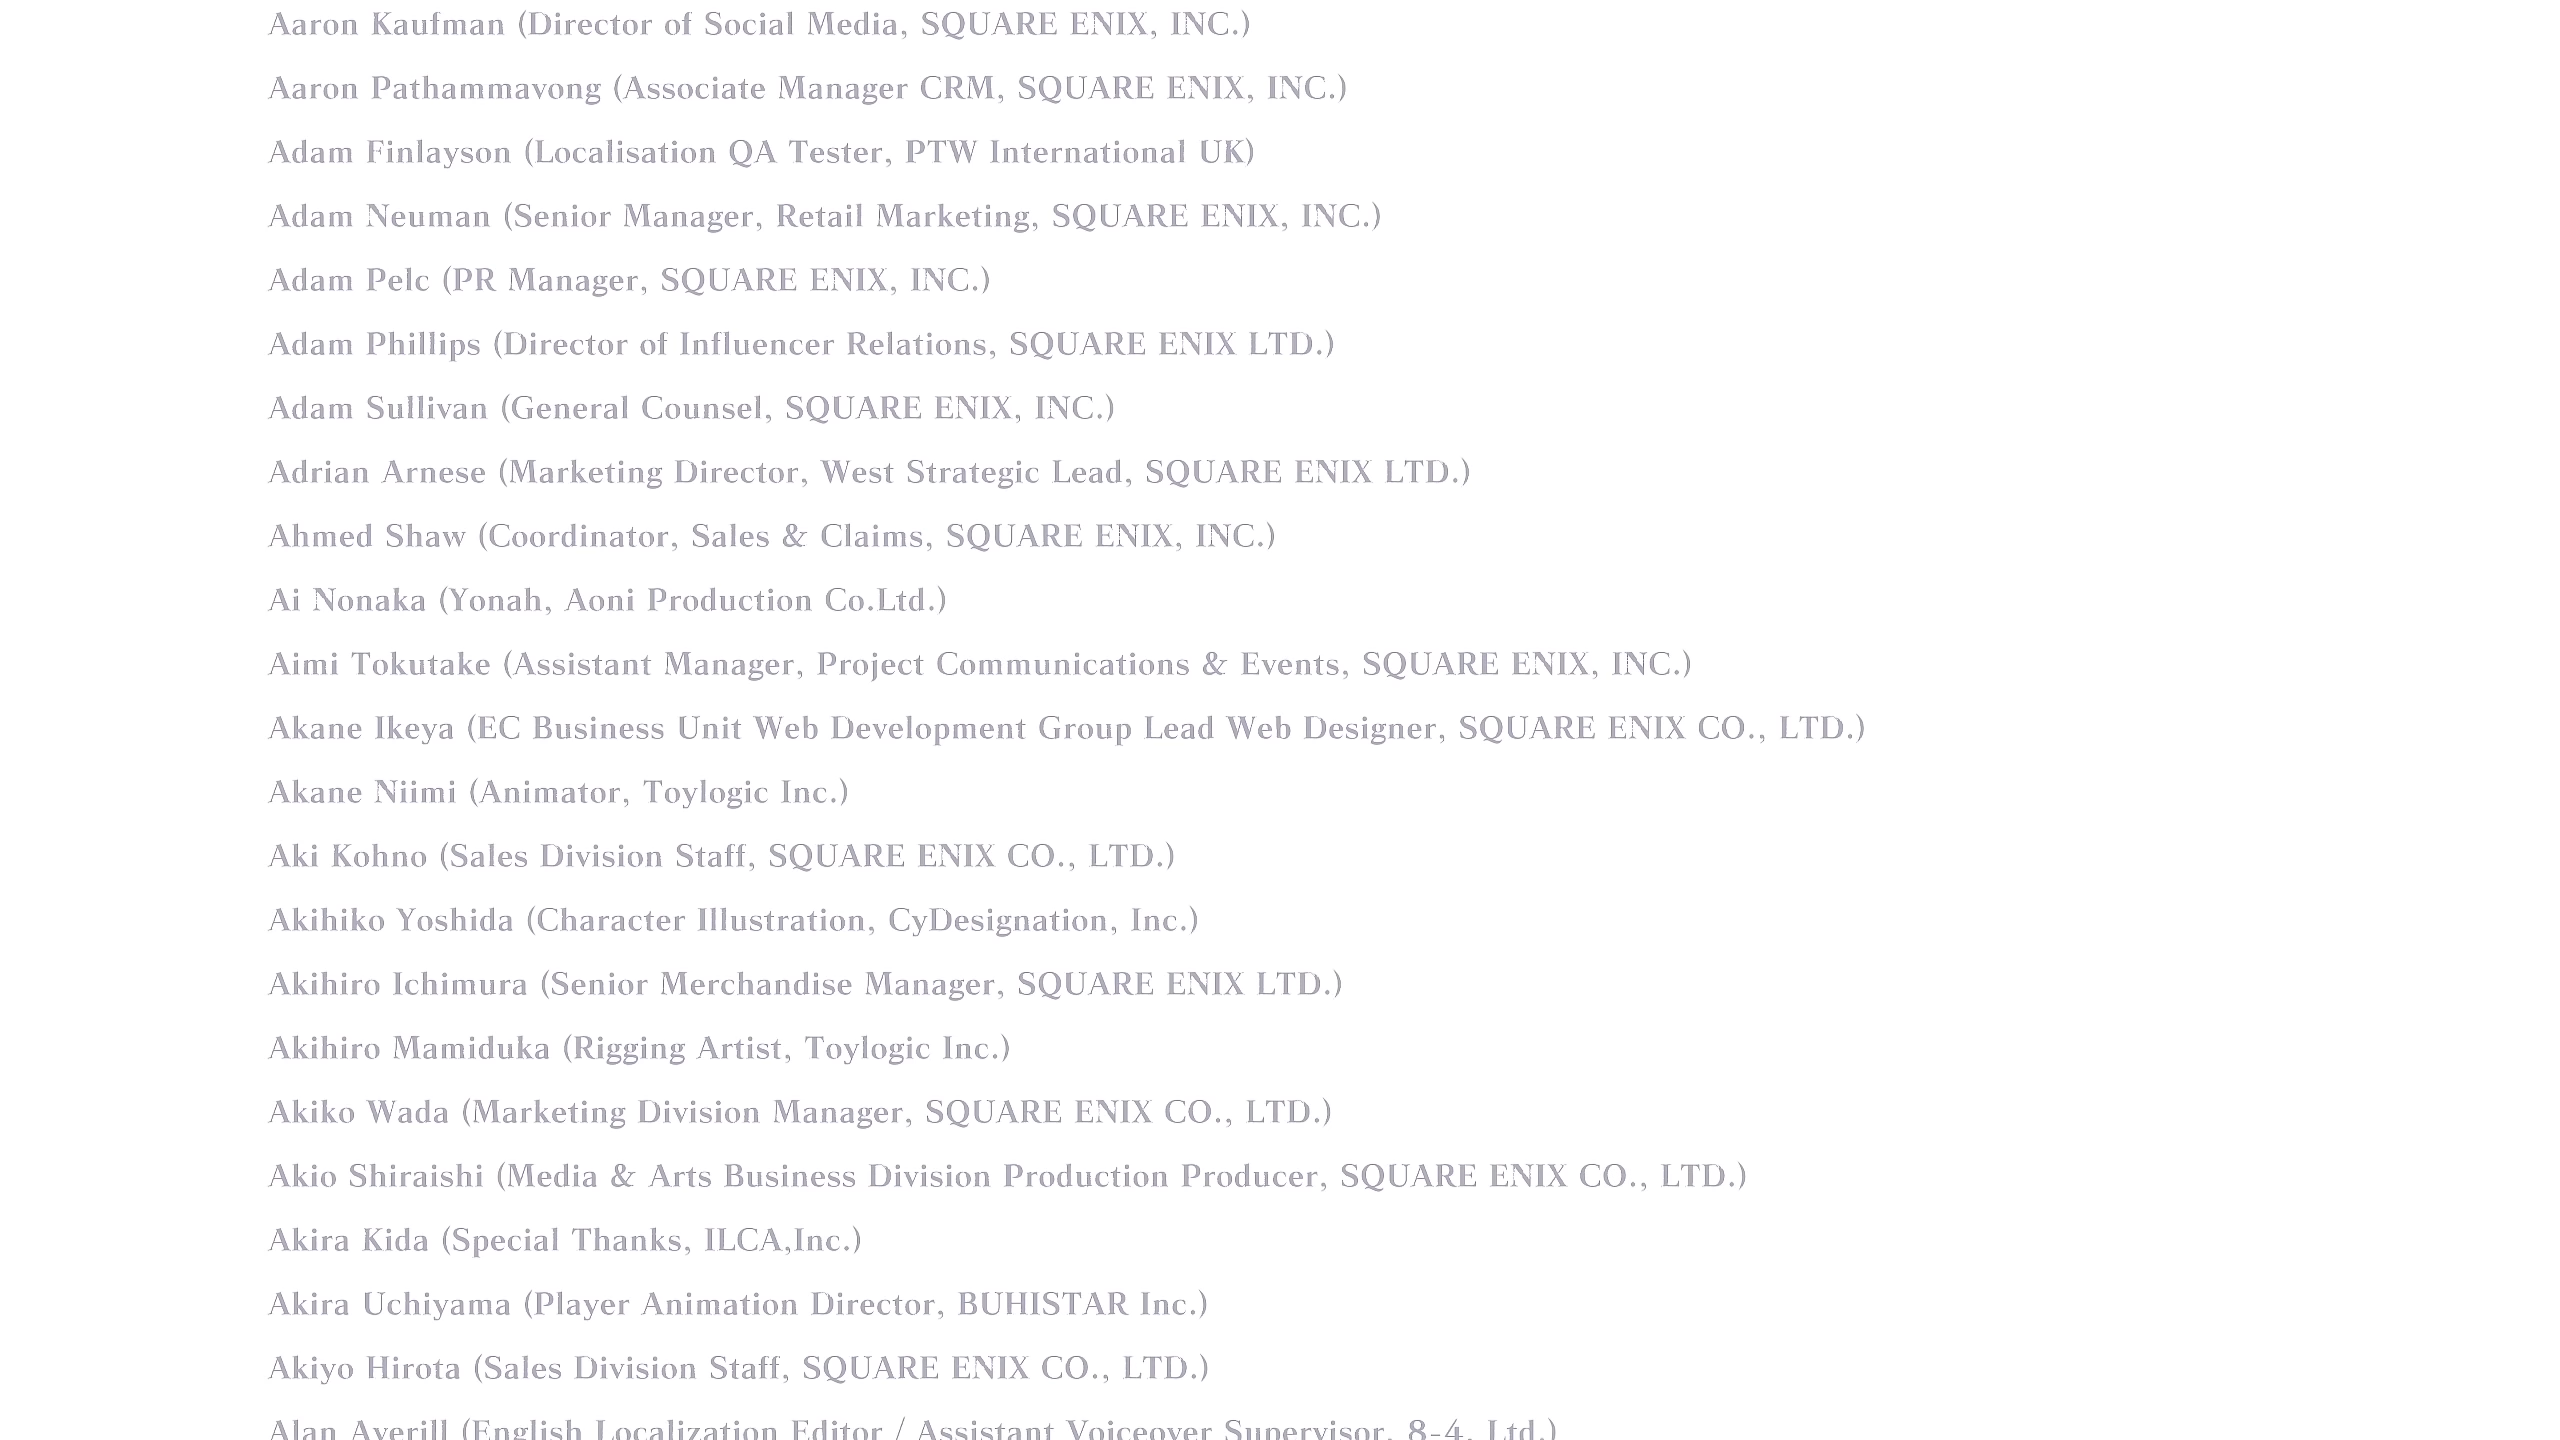 Aaron Kaufman (Director of Social Media, SQUARE ENIX, INC.)
Aaron Pathammavong (Associate Manager CRM, SQUARE ENIX, INC.)
Adam Finlayson (Localisation QA Tester, PTW International UK)
Adam Neuman (Senior Manager, Retail Marketing, SQUARE ENIX, INC.)
Adam Pelc (PR Manager, SQUARE ENIX, INC.)
Adam Phillips (Director of Influencer Relations, SQUARE ENIX LTD.)
Adam Sullivan (General Counsel, SQUARE ENIX, INC.)
Adrian Arnese (Marketing Director, West Strategic Lead, SQUARE ENIX LTD.)
Ahmed Shaw (Coordinator, Sales & Claims, SQUARE ENIX, INC.)
Ai Nonaka (Yonah, Aoni Production Co.Ltd.)
Aimi Tokutake (Assistant Manager, Project Communications & Events, SQUARE ENIX, INC.)
Akane Ikeya (EC Business Unit Web Development Group Lead Web Designer, SQUARE ENIX CO., LTD.)
Akane Niimi (Animator, Toylogic Inc.)
Aki Kohno (Sales Division Staff, SQUARE ENIX CO., LTD.)
Akihiko Yoshida (Character Illustration, CyDesignation, Inc.)
Akihiro Ichimura (Senior Merchandise Manager, SQUARE ENIX LTD.)
Akihiro Mamiduka (Rigging Artist, Toylogic Inc.)
Akiko Wada (Marketing Division Manager, SQUARE ENIX CO., LTD.)
Akio Shiraishi (Media & Arts Business Division Production Producer, SQUARE ENIX CO., LTD.)
Akira Kida (Special Thanks, ILCA,Inc.)
Akira Uchiyama (Player Animation Director, BUHISTAR Inc.)
Akiyo Hirota (Sales Division Staff, SQUARE ENIX CO., LTD.)
Alan Averill (English Localization Editor / Assistant Voiceover Supervisor, 8-4, Ltd.)